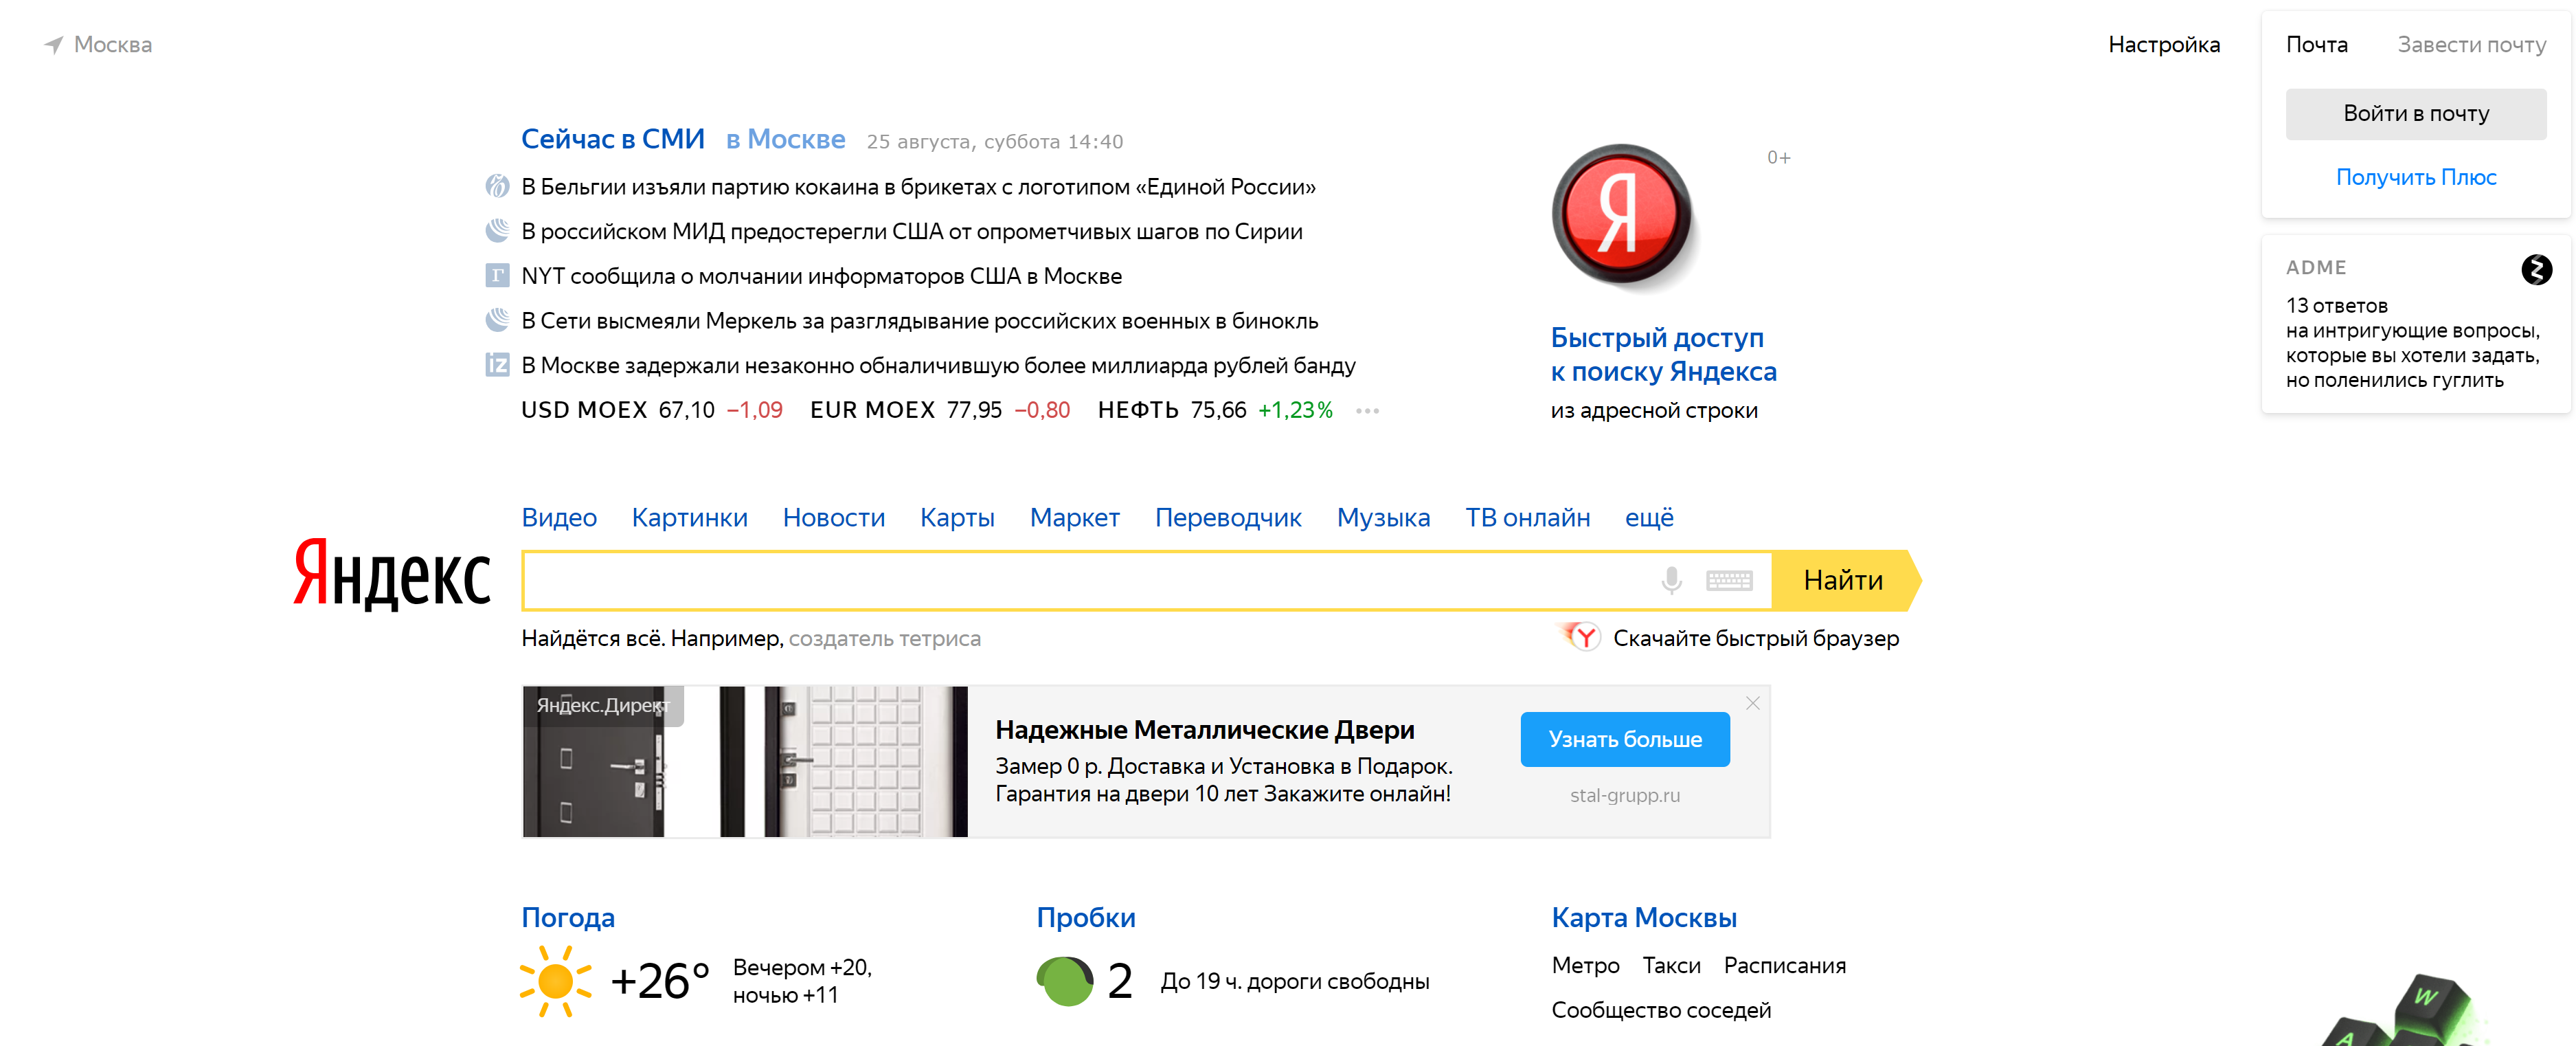 Москва
Настройка
Почта Завести почту
Войти в почту
Получить Плюс
ADME
13 ответов
на интригующие вопросы,
которые вы хотели задать,
но поленились гуглить
Сейчас в СМИ в Москве 25 августа, суббота 14:40
В Бельгии изъяли партию кокаина в брикетах с логотипом «Единой России»
В российском МИД предостерегли США от опрометчивых шагов по Сирии
Г NYT сообщила о молчании информаторов США в Москве
В Сети высмеяли Меркель за разглядывание российских военных в бинокль
iz В Москве задержали незаконно обналичившую более миллиарда рублей банду
USD MOEX 67,10 −1,09 EUR MOEX 77,95 −0,80 НЕФТЬ 75,66 +1,23% •••
Я
0+
Быстрый доступ
к поиску Яндекса
из адресной строки
Видео Картинки Новости Карты Маркет Переводчик Музыка ТВ онлайн ещё
Яндекс
Найти
Найдётся всё. Например, создатель тетриса
Y Скачайте быстрый браузер
Яндекс.Директ
Надежные Металлические Двери
Замер 0 р. Доставка и Установка в Подарок.
Гарантия на двери 10 лет Закажите онлайн!
Узнать больше
stal-grupp.ru
Погода
+26° Вечером +20,
ночью +11
Пробки
2 До 19 ч. дороги свободны
Карта Москвы
Метро Такси Расписания
Сообщество соседей
W
A